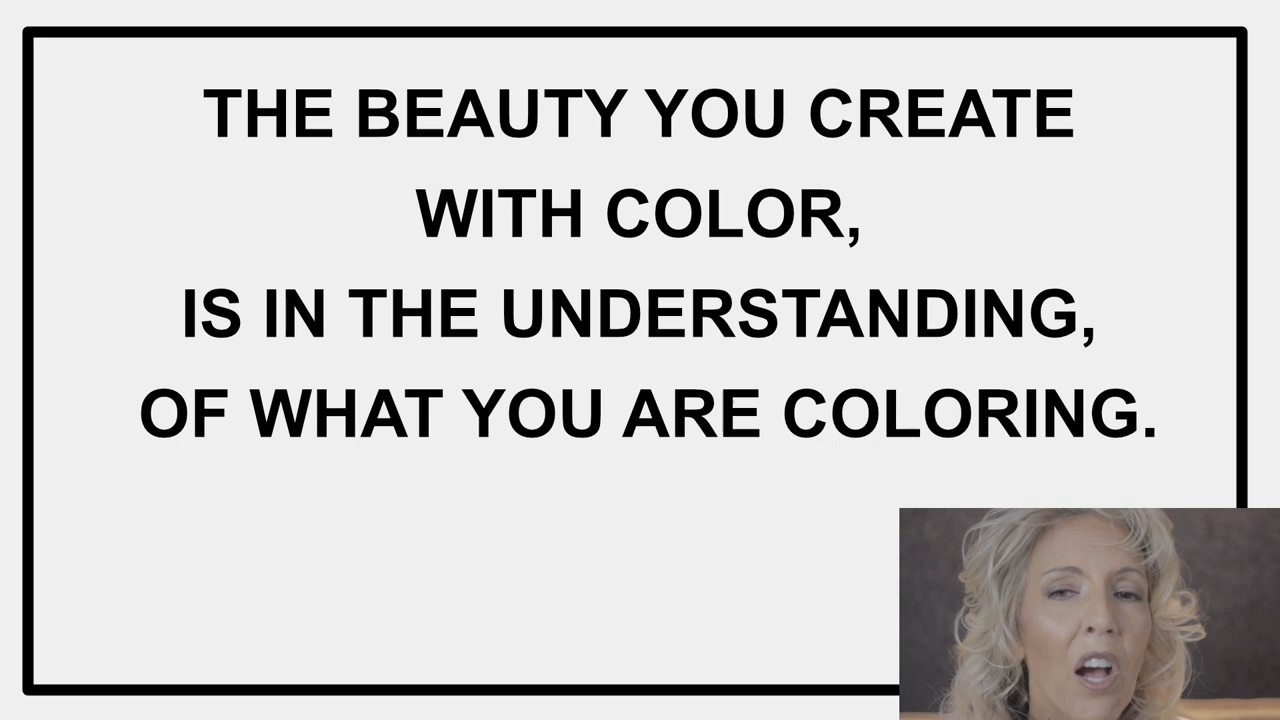 THE BEAUTY YOU CREATE
WITH COLOR,
IS IN THE UNDERSTANDING,
OF WHAT YOU ARE COLORING.